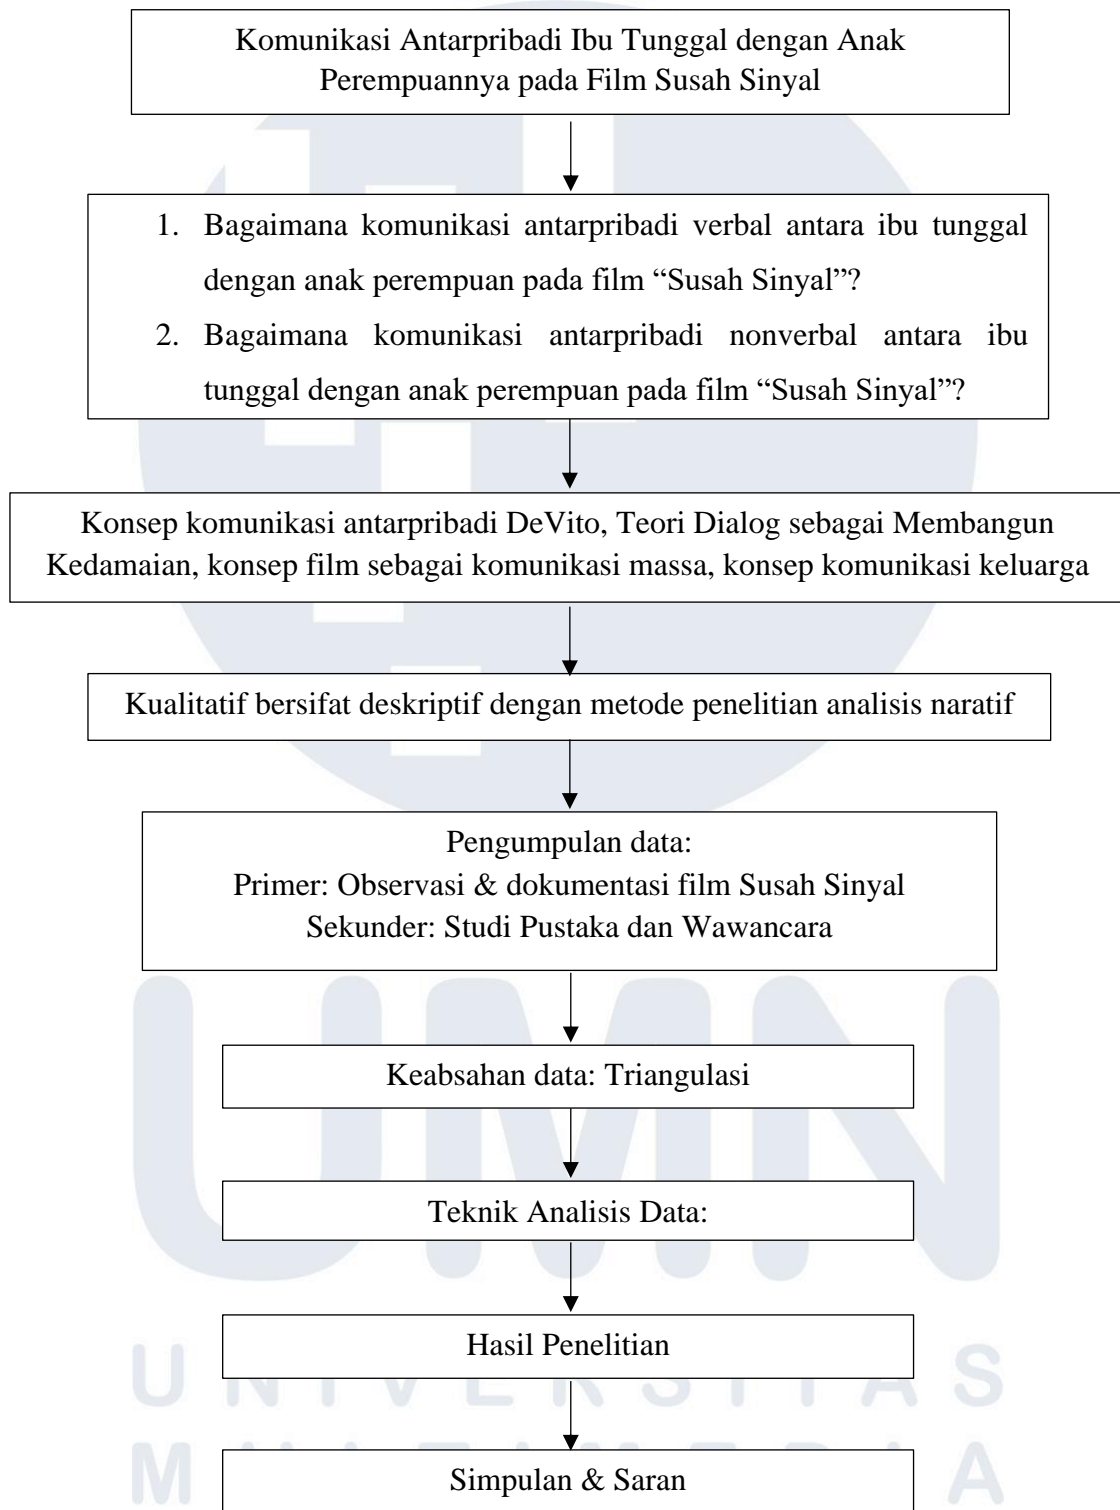 Komunikasi Antarpribadi Ibu Tunggal dengan Anak
Perempuannya pada Film Susah Sinyal
1. Bagaimana komunikasi antarpribadi verbal antara ibu tunggal
dengan anak perempuan pada film “Susah Sinyal”?
2. Bagaimana komunikasi antarpribadi nonverbal antara ibu
tunggal dengan anak perempuan pada film “Susah Sinyal”?
Konsep komunikasi antarpribadi DeVito, Teori Dialog sebagai Membangun
Kedamaian, konsep film sebagai komunikasi massa, konsep komunikasi keluarga
Kualitatif bersifat deskriptif dengan metode penelitian analisis naratif
Pengumpulan data:
Primer: Observasi & dokumentasi film Susah Sinyal
Sekunder: Studi Pustaka dan Wawancara
UMN
Keabsahan data: Triangulasi
Teknik Analisis Data:
Hasil Penelitian
UNIVERSITAS
Simpulan & Saran